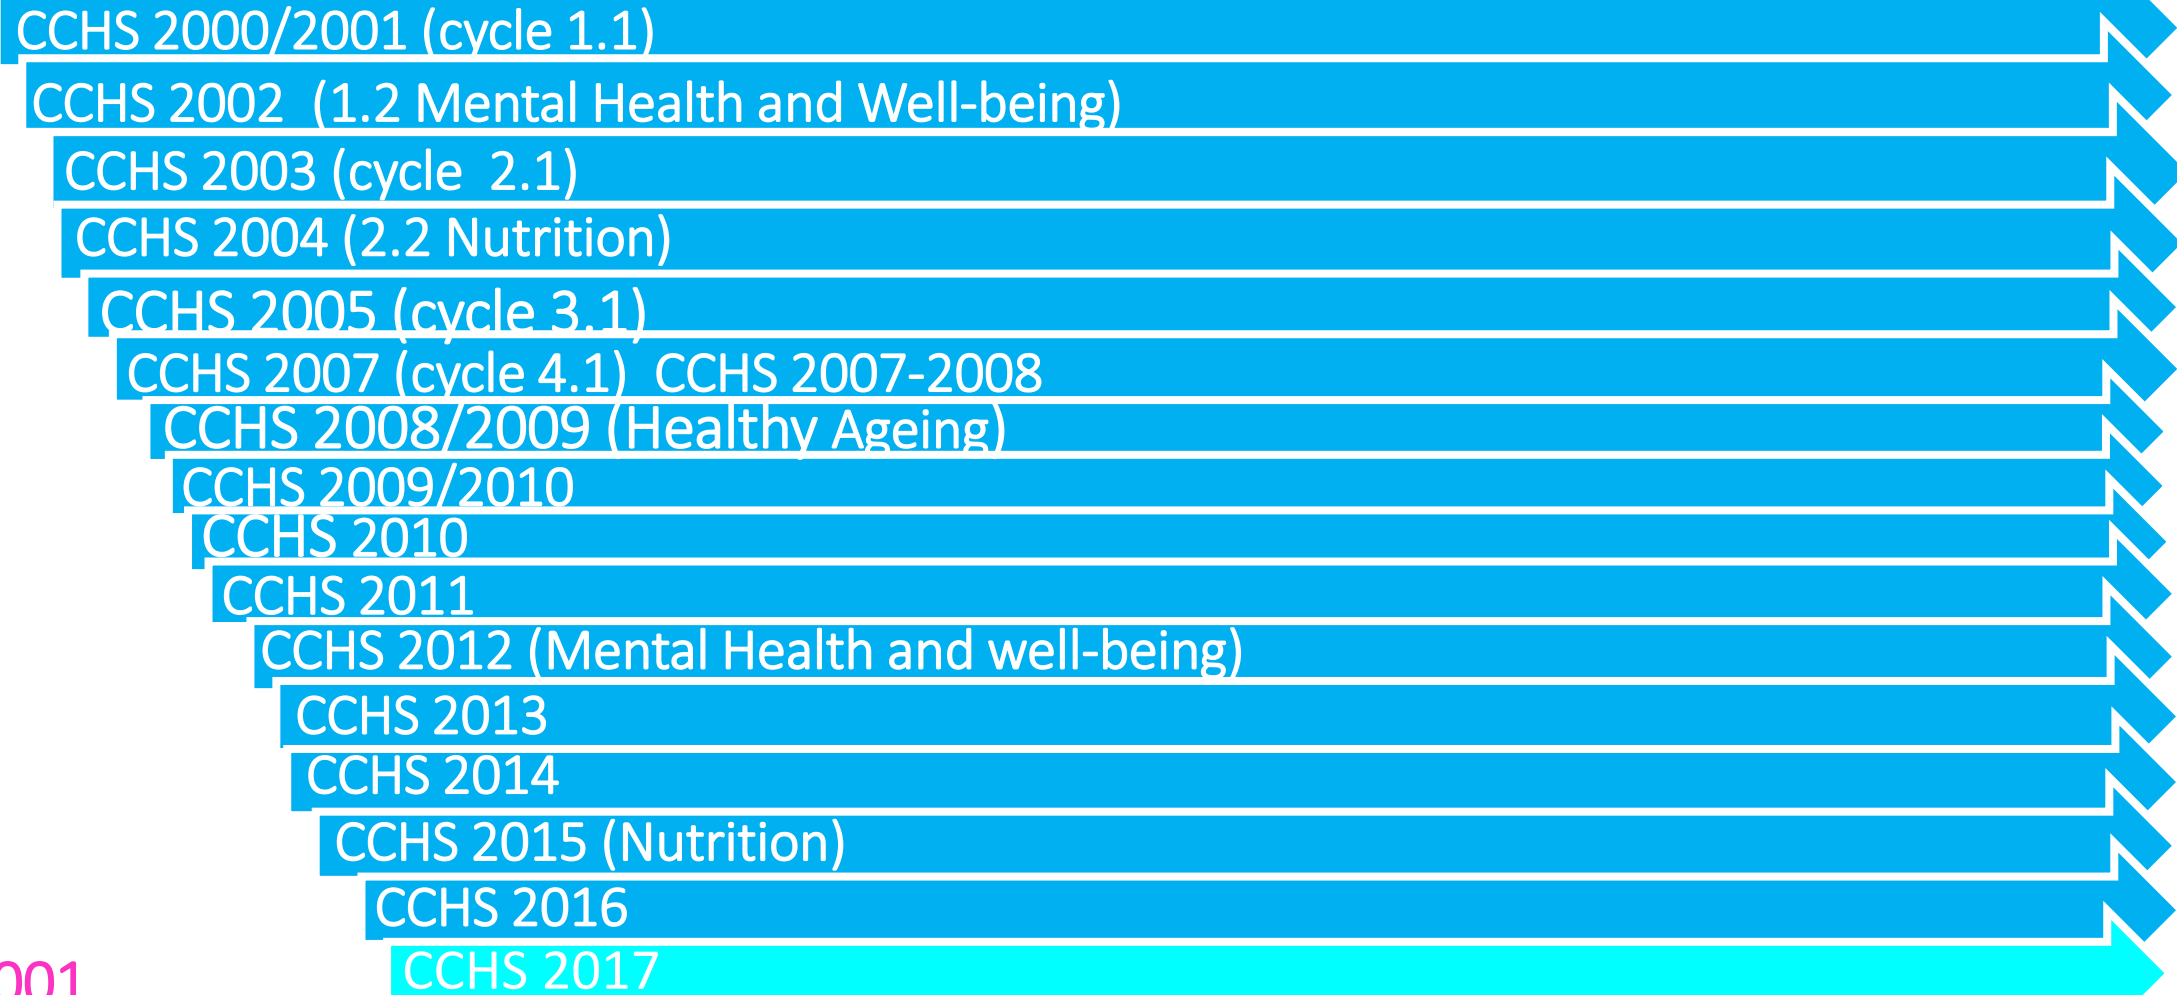 CCHS 2000/2001 (cycle 1.1)
CCHS 2002  (1.2 Mental Health and Well-being)
CCHS 2003 (cycle  2.1)
CCHS 2004 (2.2 Nutrition)
CCHS 2005 (cycle 3.1)
CCHS 2007 (cycle 4.1)  CCHS 2007-2008
CCHS 2008/2009 (Healthy Ageing)
CCHS 2009/2010
CCHS 2010
CCHS 2011
CCHS 2012 (Mental Health and well-being)
CCHS 2013
CCHS 2014
CCHS 2015 (Nutrition)
CCHS 2016
CCHS 2017